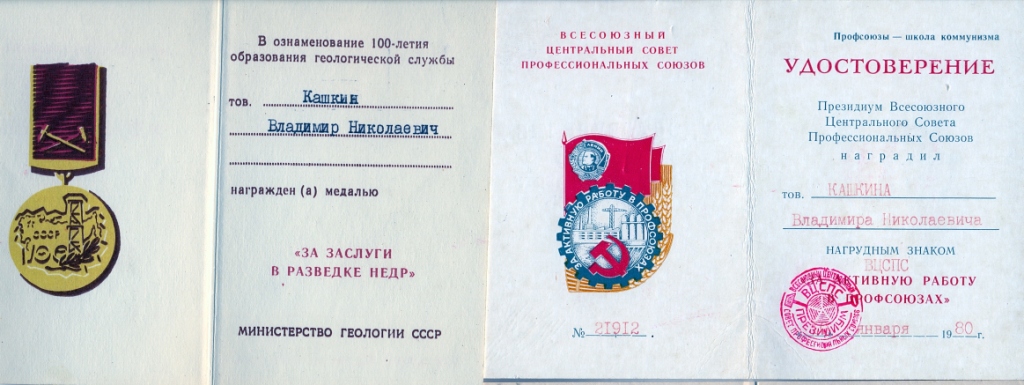 СССР
100
В ознаменование 100-летия
образования геологической службы
тов. Кашкин
Владимир Николаевич
награжден (а) медалью
«ЗА ЗАСЛУГИ
В РАЗВЕДКЕ НЕДР»
МИНИСТЕРСТВО ГЕОЛОГИИ СССР
ВСЕСОЮЗНЫЙ
ЦЕНТРАЛЬНЫЙ СОВЕТ
ПРОФЕССИОНАЛЬНЫХ СОЮЗОВ
ЗА АКТИВНУЮ РАБОТУ В ПРОФСОЮЗАХ
№ 21912
Профсоюзы — школа коммунизма
УДОСТОВЕРЕНИЕ
Президиум Всесоюзного
Центрального Совета
Профессиональных Союзов
наградил
тов. КАШКИНА
Владимира Николаевича
НАГРУДНЫМ ЗНАКОМ
ВЦСПС
АКТИВНУЮ РАБОТУ
В ПРОФСОЮЗАХ»
января 1980 г.
ВЦСПС
ПРЕЗИДИУМ